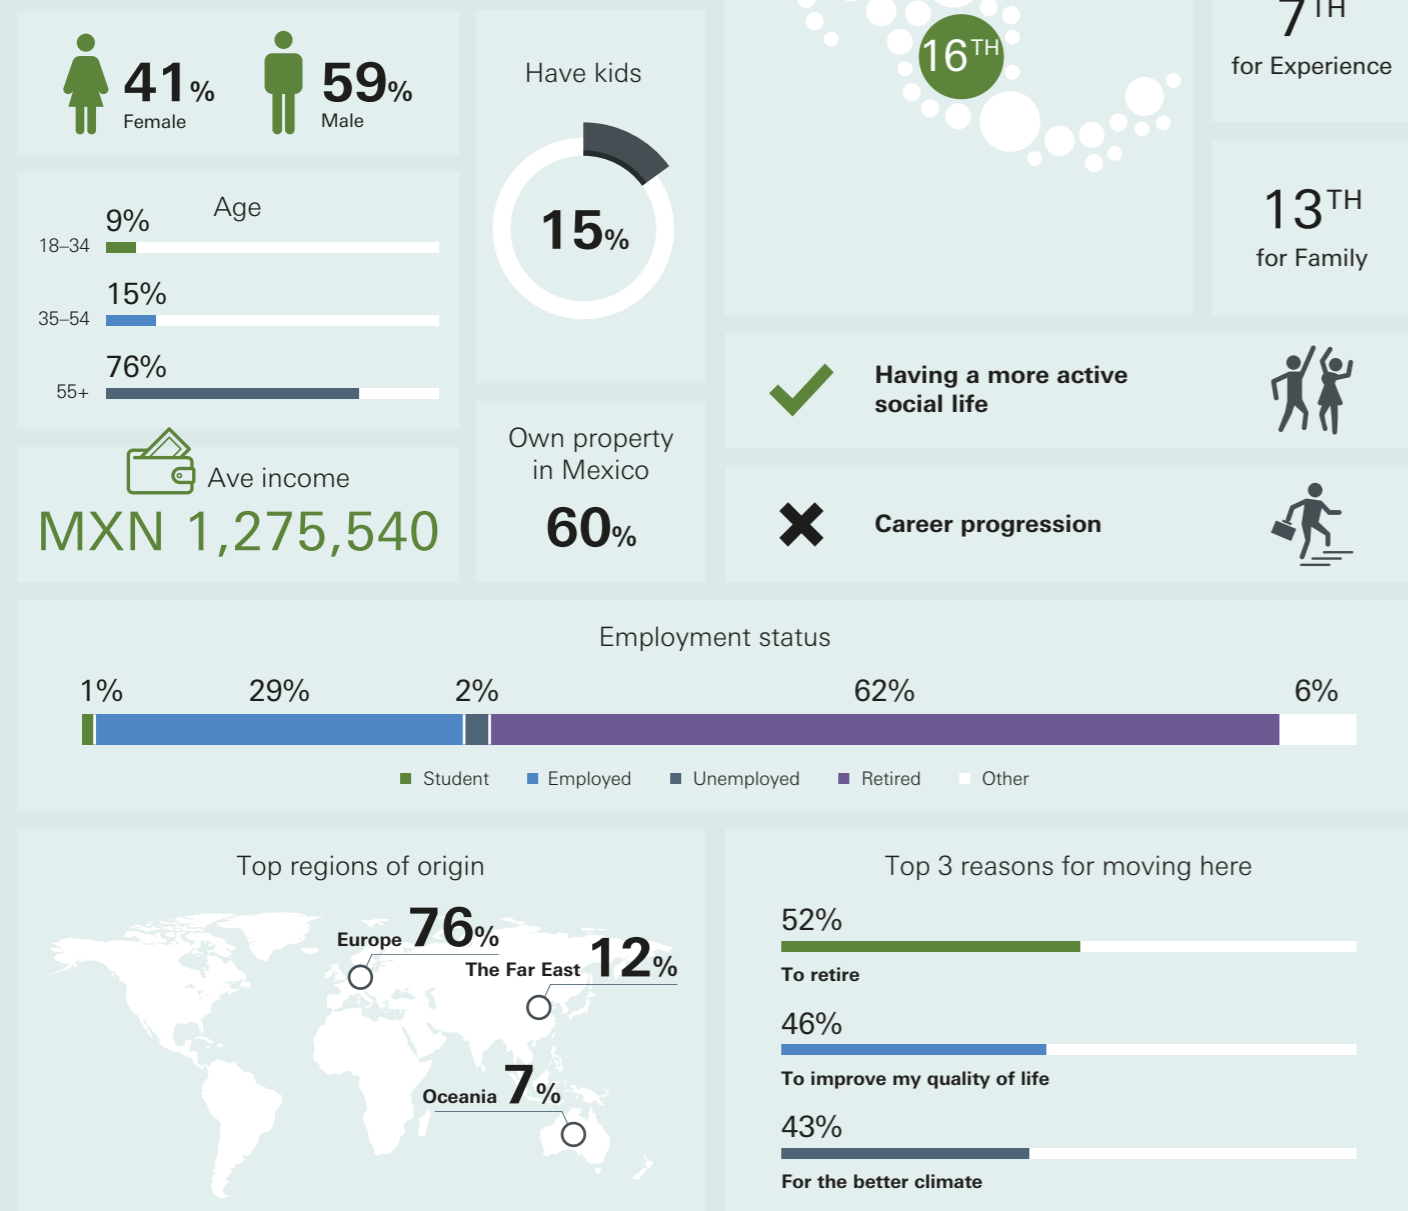 41%
Female
59%
Male
Have kids
15%
16TH
7TH
for Experience
13TH
for Family
Age
9%
18–34
15%
35–54
76%
55+
Ave income
MXN 1,275,540
Own property
in Mexico
60%
Having a more active
social life
Career progression
Employment status
1% 29% 2% 62% 6%
Student Employed Unemployed Retired Other
Top regions of origin
Europe 76%
The Far East 12%
Oceania 7%
Top 3 reasons for moving here
52%
To retire
46%
To improve my quality of life
43%
For the better climate